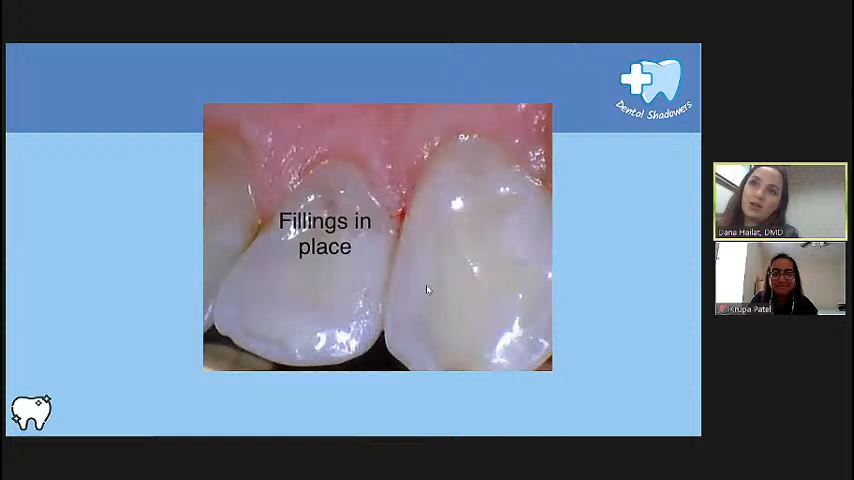 Dental Shadowers
Fillings in
place
Dana Hailat, DMD
Krupa Patel